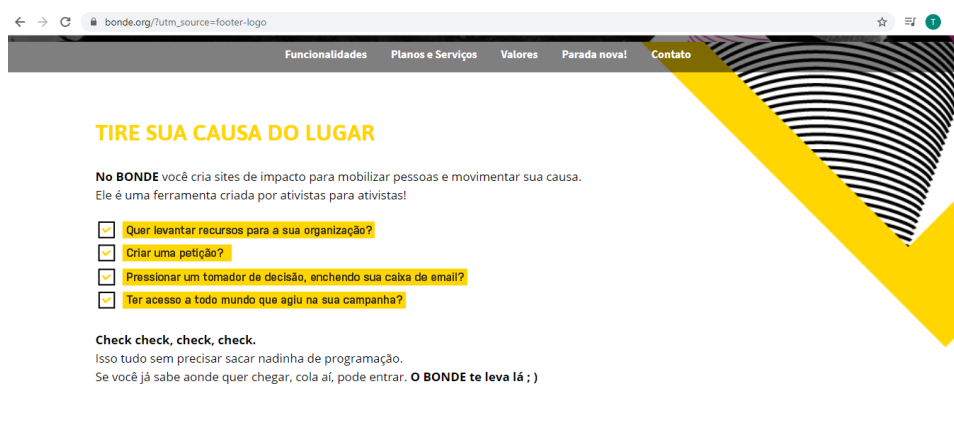 bonde.org/?utm_source=footer-logo
T
Funcionalidades Planos e Serviços Valores Parada nova! Contato
TIRE SUA CAUSA DO LUGAR
No BONDE você cria sites de impacto para mobilizar pessoas e movimentar sua causa.
Ele é uma ferramenta criada por ativistas para ativistas!
Quer levantar recursos para a sua organização?
Criar uma petição?
Pressionar um tomador de decisão, enchendo sua caixa de email?
Ter acesso a todo mundo que agiu na sua campanha?
Check check, check, check.
Isso tudo sem precisar sacar nadinha de programação.
Se você já sabe aonde quer chegar, cola aí, pode entrar. O BONDE te leva lá ; )